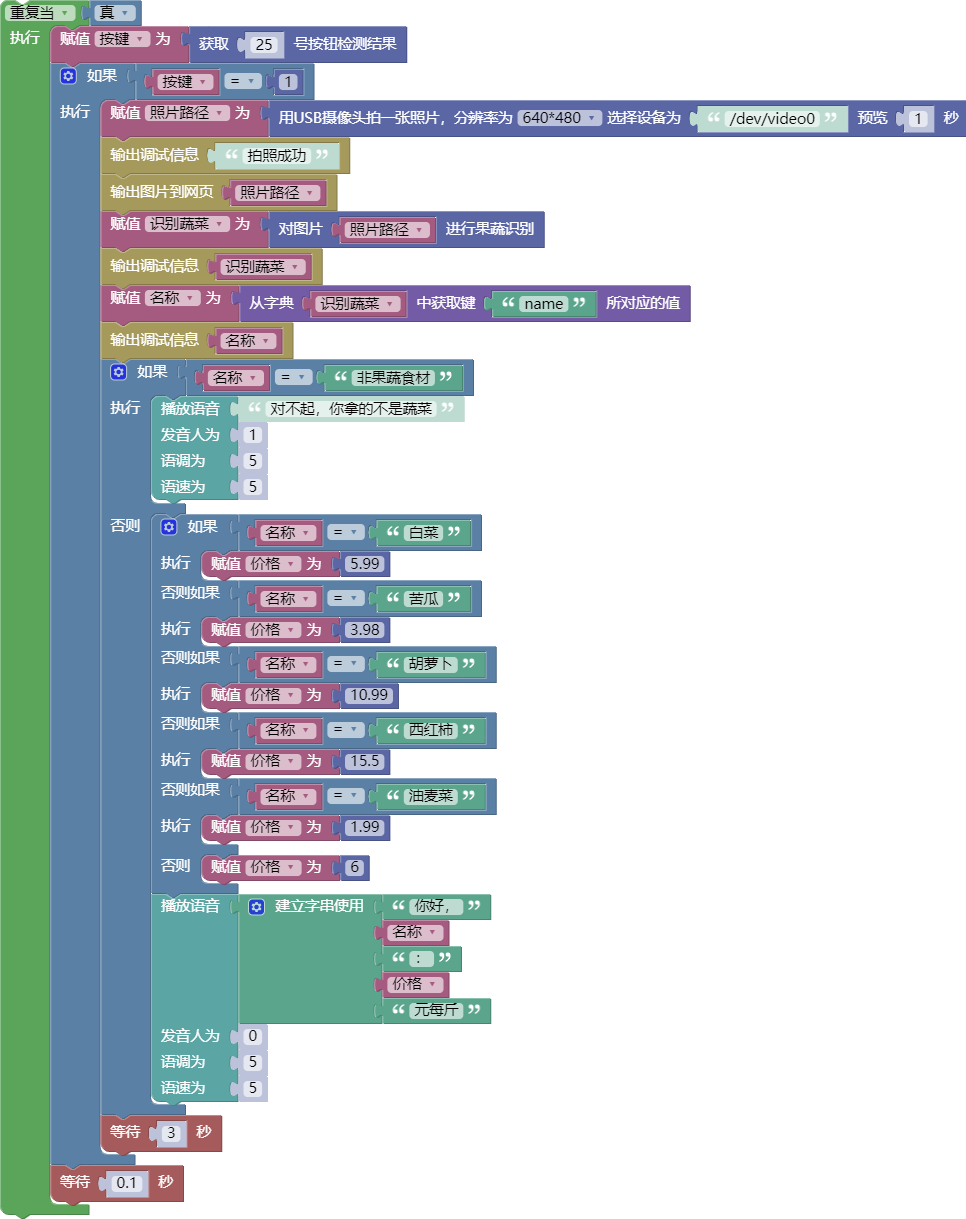 重复当 真
执行 赋值 按键 为 获取 25 号按钮检测结果
如果 按键 = 1
执行 赋值 照片路径 为 用USB摄像头拍一张照片，分辨率为 640*480 选择设备为 “ /dev/video0 ” 预览 1 秒
输出调试信息 “ 拍照成功 ”
输出图片到网页 照片路径
赋值 识别蔬菜 为 对图片 照片路径 进行果蔬识别
输出调试信息 识别蔬菜
赋值 名称 为 从字典 识别蔬菜 中获取键 “ name ” 所对应的值
输出调试信息 名称
如果 名称 = “ 非果蔬食材 ”
执行 播放语音 “ 对不起，你拿的不是蔬菜 ”
发音人为 1
语调为 5
语速为 5
否则 如果 名称 = “ 白菜 ”
执行 赋值 价格 为 5.99
否则如果 名称 = “ 苦瓜 ”
执行 赋值 价格 为 3.98
否则如果 名称 = “ 胡萝卜 ”
执行 赋值 价格 为 10.99
否则如果 名称 = “ 西红柿 ”
执行 赋值 价格 为 15.5
否则如果 名称 = “ 油麦菜 ”
执行 赋值 价格 为 1.99
否则 赋值 价格 为 6
播放语音 建立字串使用 “ 你好， ”
名称
“ ： ”
价格
“ 元每斤 ”
发音人为 0
语调为 5
语速为 5
等待 3 秒
等待 0.1 秒